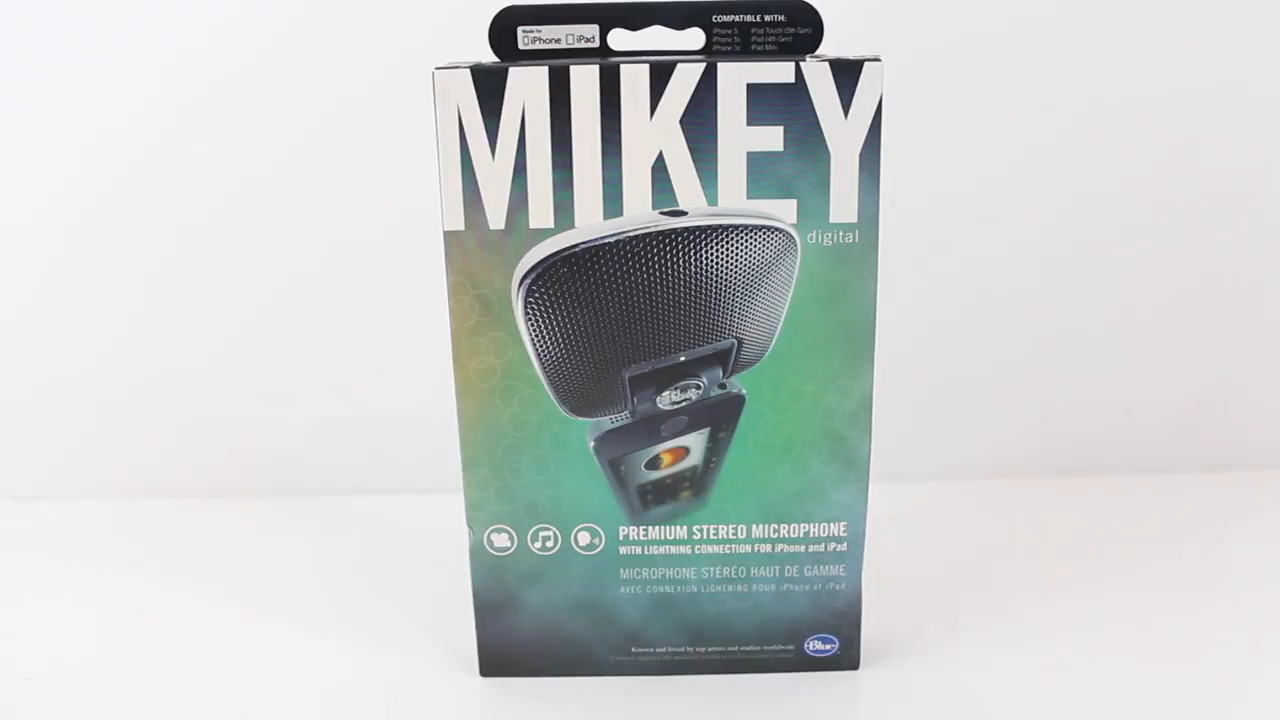 Made for
iPhone iPad
COMPATIBLE WITH:
iPhone 5 iPod Touch (5th Gen)
iPhone 5s iPad (4th Gen)
iPhone 5c iPad Mini
MIKEY
digital
Blue
PREMIUM STEREO MICROPHONE
WITH LIGHTNING CONNECTION FOR iPhone and iPad
MICROPHONE STÉRÉO HAUT DE GAMME
AVEC CONNEXION LIGHTNING POUR iPhone et iPad
Known and loved by top artists and studios worldwide
Blue